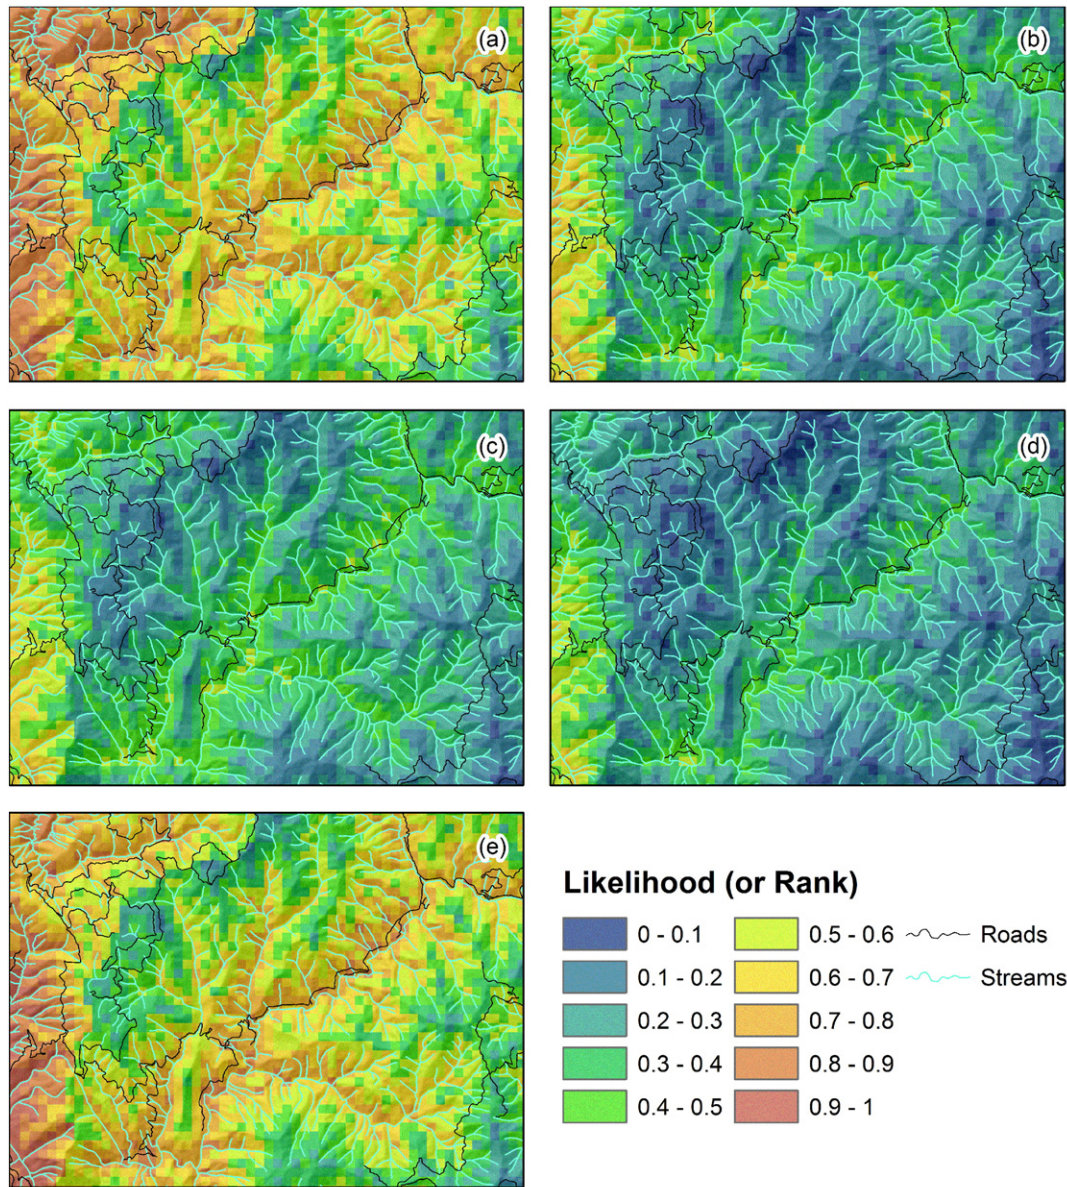 (a)
(b)
(c)
(d)
(e)
Likelihood (or Rank)
0 - 0.1
0.5 - 0.6
Roads
0.1 - 0.2
0.6 - 0.7
Streams
0.2 - 0.3
0.7 - 0.8
0.3 - 0.4
0.8 - 0.9
0.4 - 0.5
0.9 - 1